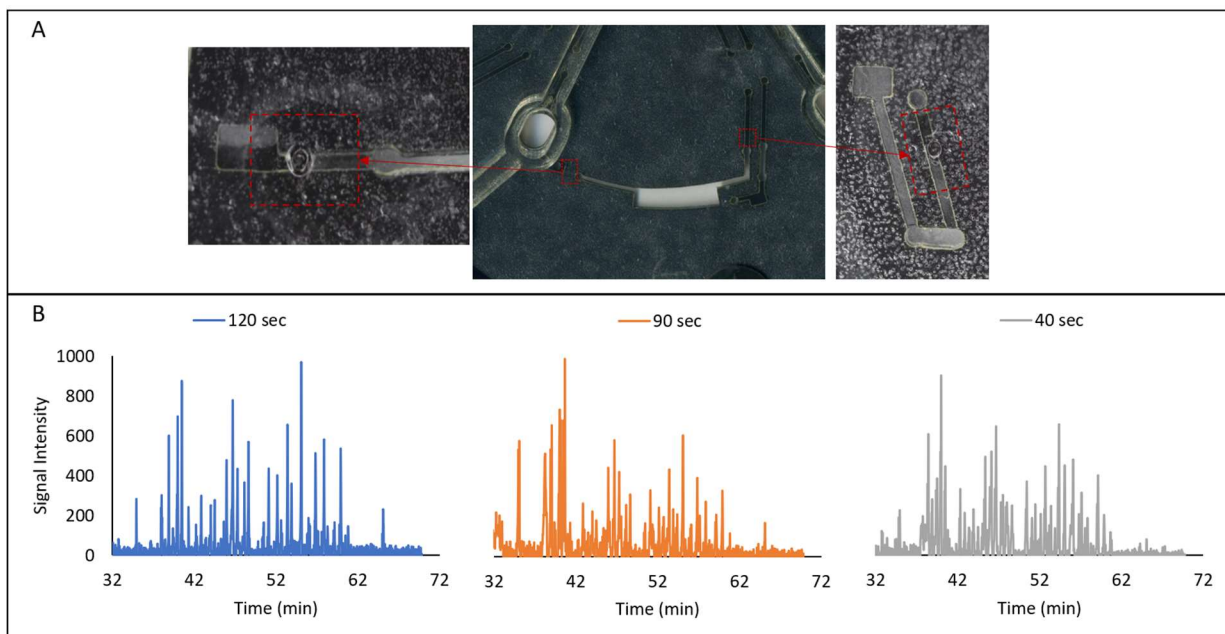 A
B
120 sec
90 sec
40 sec
Signal Intensity
1000
800
600
400
200
0
32 42 52 62 72
32 42 52 62 72
32 42 52 62 72
Time (min)
Time (min)
Time (min)